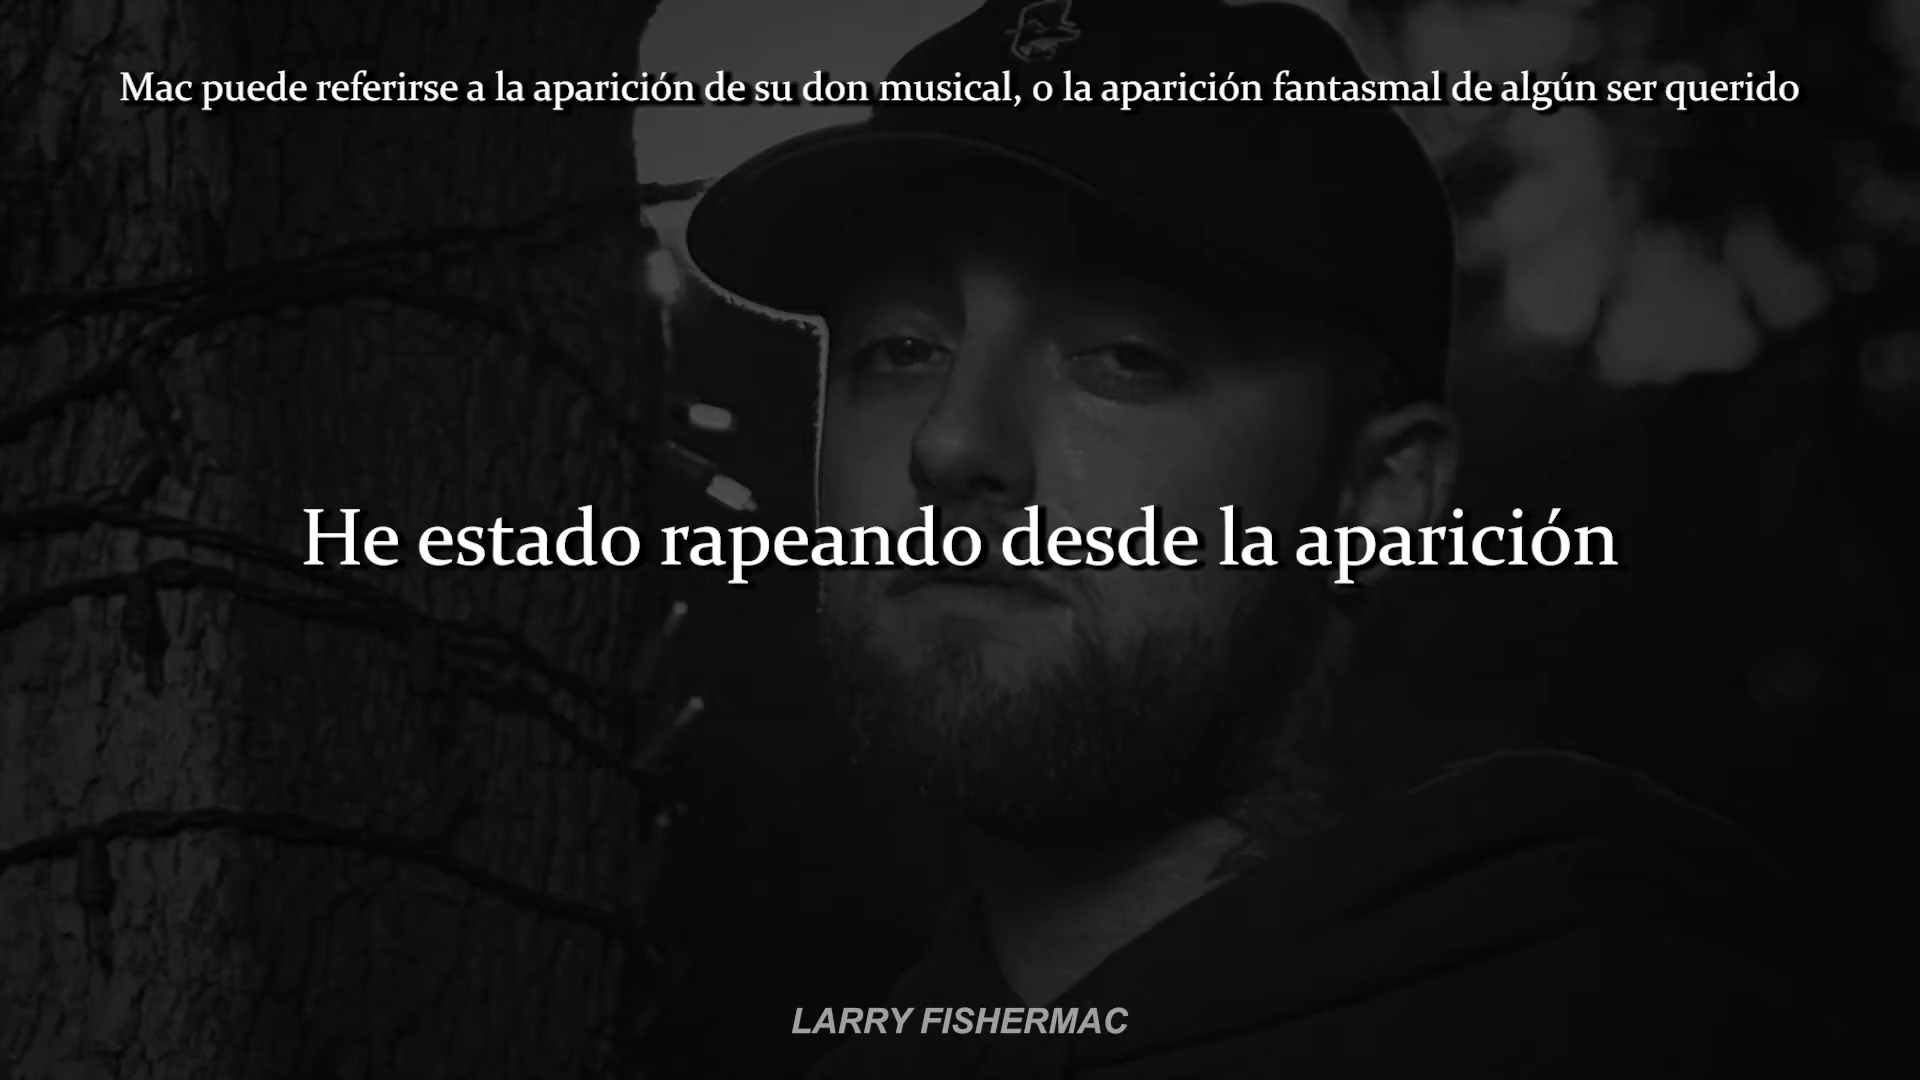 Mac puede referirse a la aparición de su don musical, o la aparición fantasmal de algún ser querido
He estado rapeando desde la aparición
LARRY FISHERMAC